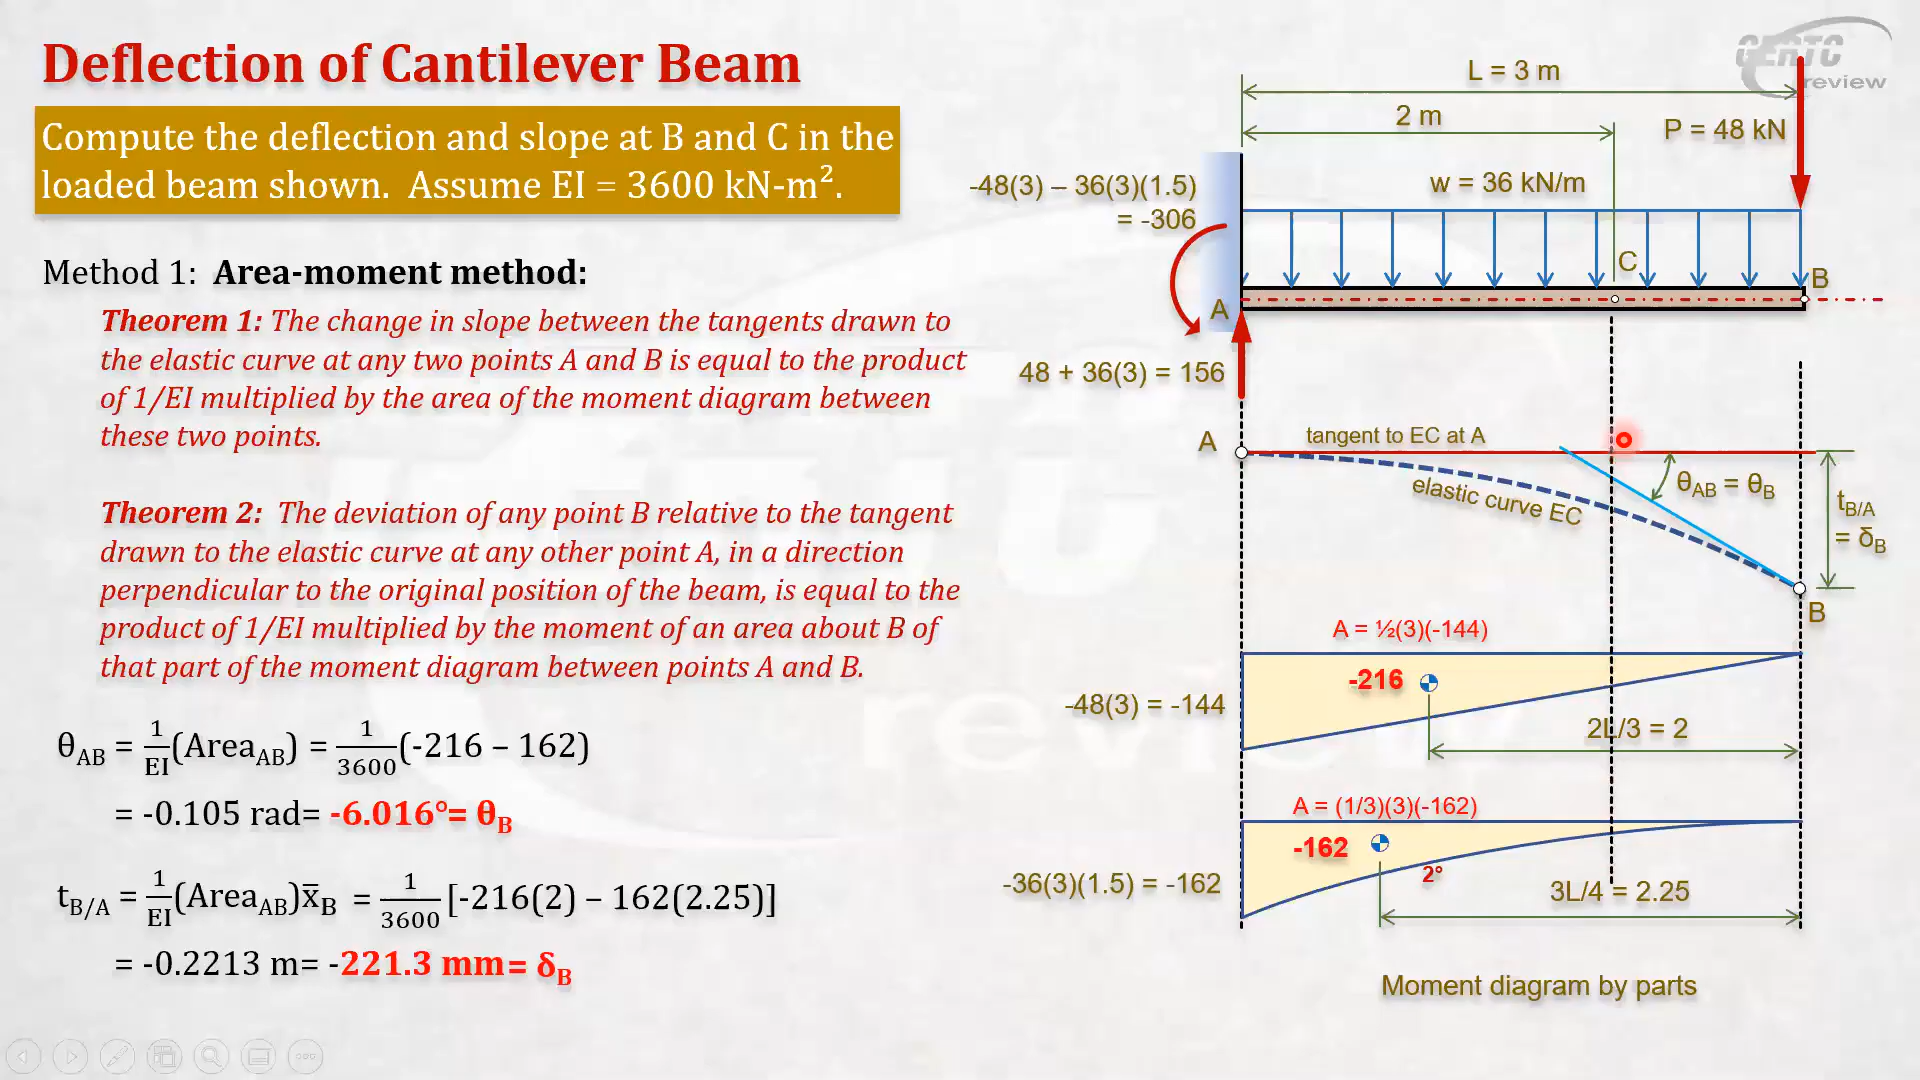 Deflection of Cantilever Beam
Compute the deflection and slope at B and C in the
loaded beam shown.  Assume EI = 3600 kN-m².
Method 1:  Area-moment method:
Theorem 1: The change in slope between the tangents drawn to
the elastic curve at any two points A and B is equal to the product
of 1/EI multiplied by the area of the moment diagram between
these two points.
Theorem 2:  The deviation of any point B relative to the tangent
drawn to the elastic curve at any other point A, in a direction
perpendicular to the original position of the beam, is equal to the
product of 1/EI multiplied by the moment of an area about B of
that part of the moment diagram between points A and B.
θAB = 1/EI (AreaAB) = 1/3600 (-216 – 162)
= -0.105 rad= -6.016°= θB
tB/A = 1/EI (AreaAB)x̅B = 1/3600 [-216(2) – 162(2.25)]
= -0.2213 m= -221.3 mm= δB
GERTC
review
L = 3 m
2 m
P = 48 kN
-48(3) – 36(3)(1.5)
= -306
w = 36 kN/m
C
B
A
48 + 36(3) = 156
A
tangent to EC at A
elastic curve EC
θAB = θB
tB/A
= δB
B
A = ½(3)(-144)
-216
-48(3) = -144
2L/3 = 2
A = (1/3)(3)(-162)
-162
2°
-36(3)(1.5) = -162
3L/4 = 2.25
Moment diagram by parts
review